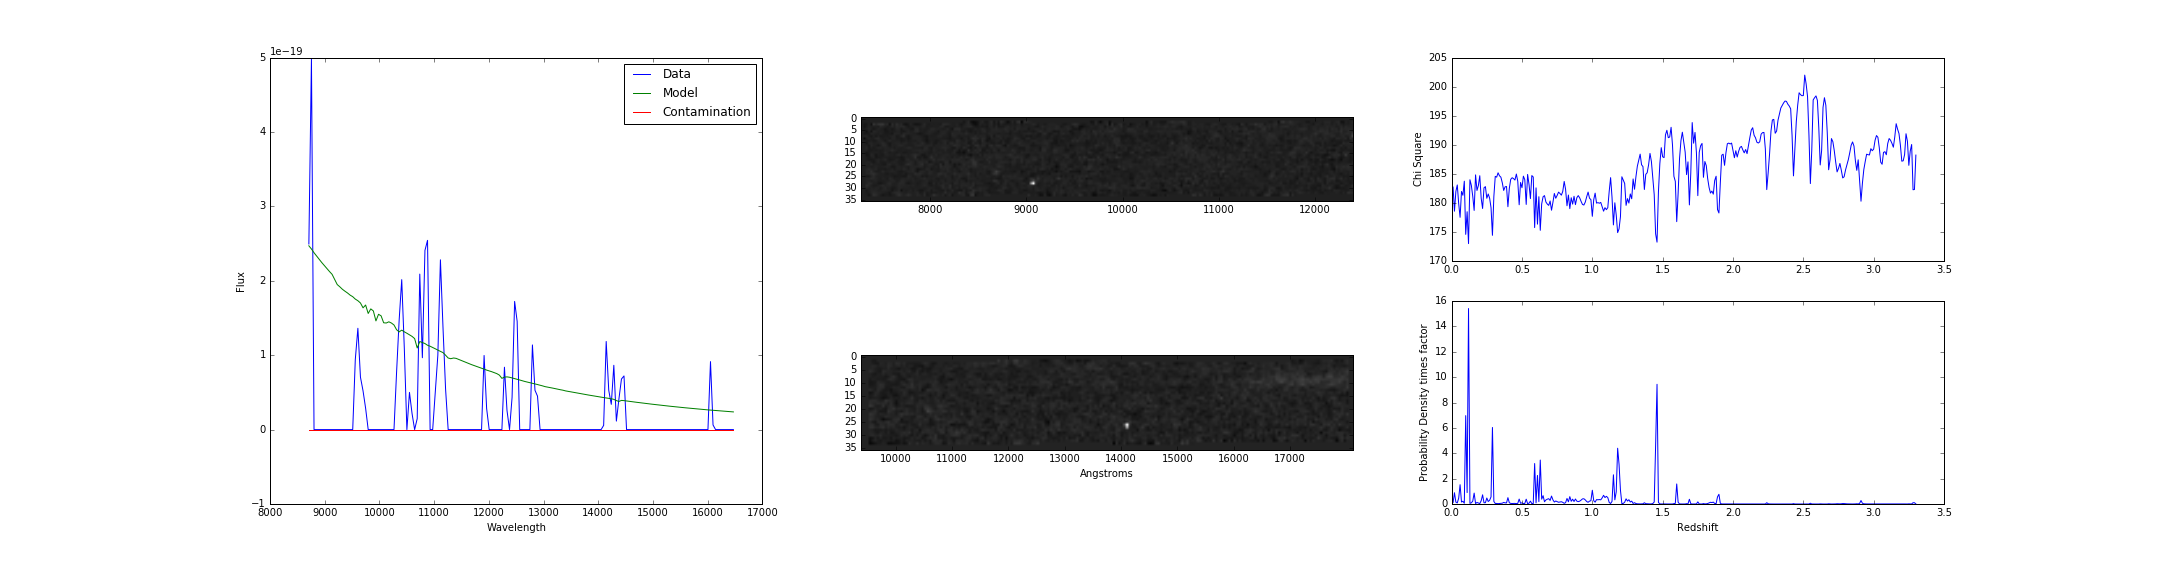 1e−19
5
4
3
2
1
0
−1
8000 9000 10000 11000 12000 13000 14000 15000 16000 17000
Flux
Wavelength
Data
Model
Contamination
0
5
10
15
20
25
30
35
8000 9000 10000 11000 12000
0
5
10
15
20
25
30
35
10000 11000 12000 13000 14000 15000 16000 17000
Angstroms
205
200
195
190
185
180
175
170
0.0 0.5 1.0 1.5 2.0 2.5 3.0 3.5
Chi Square
16
14
12
10
8
6
4
2
0
0.0 0.5 1.0 1.5 2.0 2.5 3.0 3.5
Probability Density times factor
Redshift